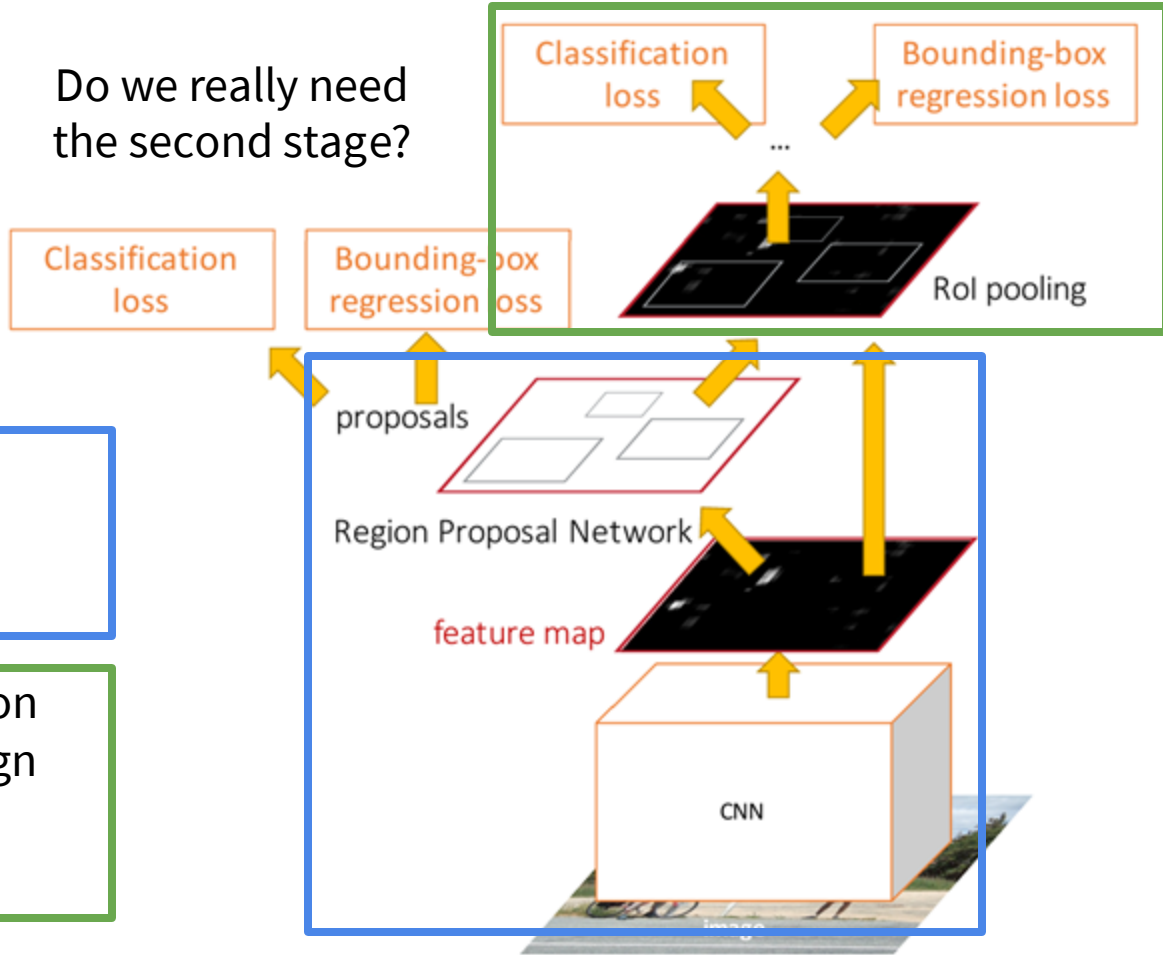 Do we really need
the second stage?
Classification
loss
Bounding-box
regression loss
...
RoI pooling
Classification
loss
Bounding-box
regression loss
proposals
Region Proposal Network
feature map
CNN
image
on
gn